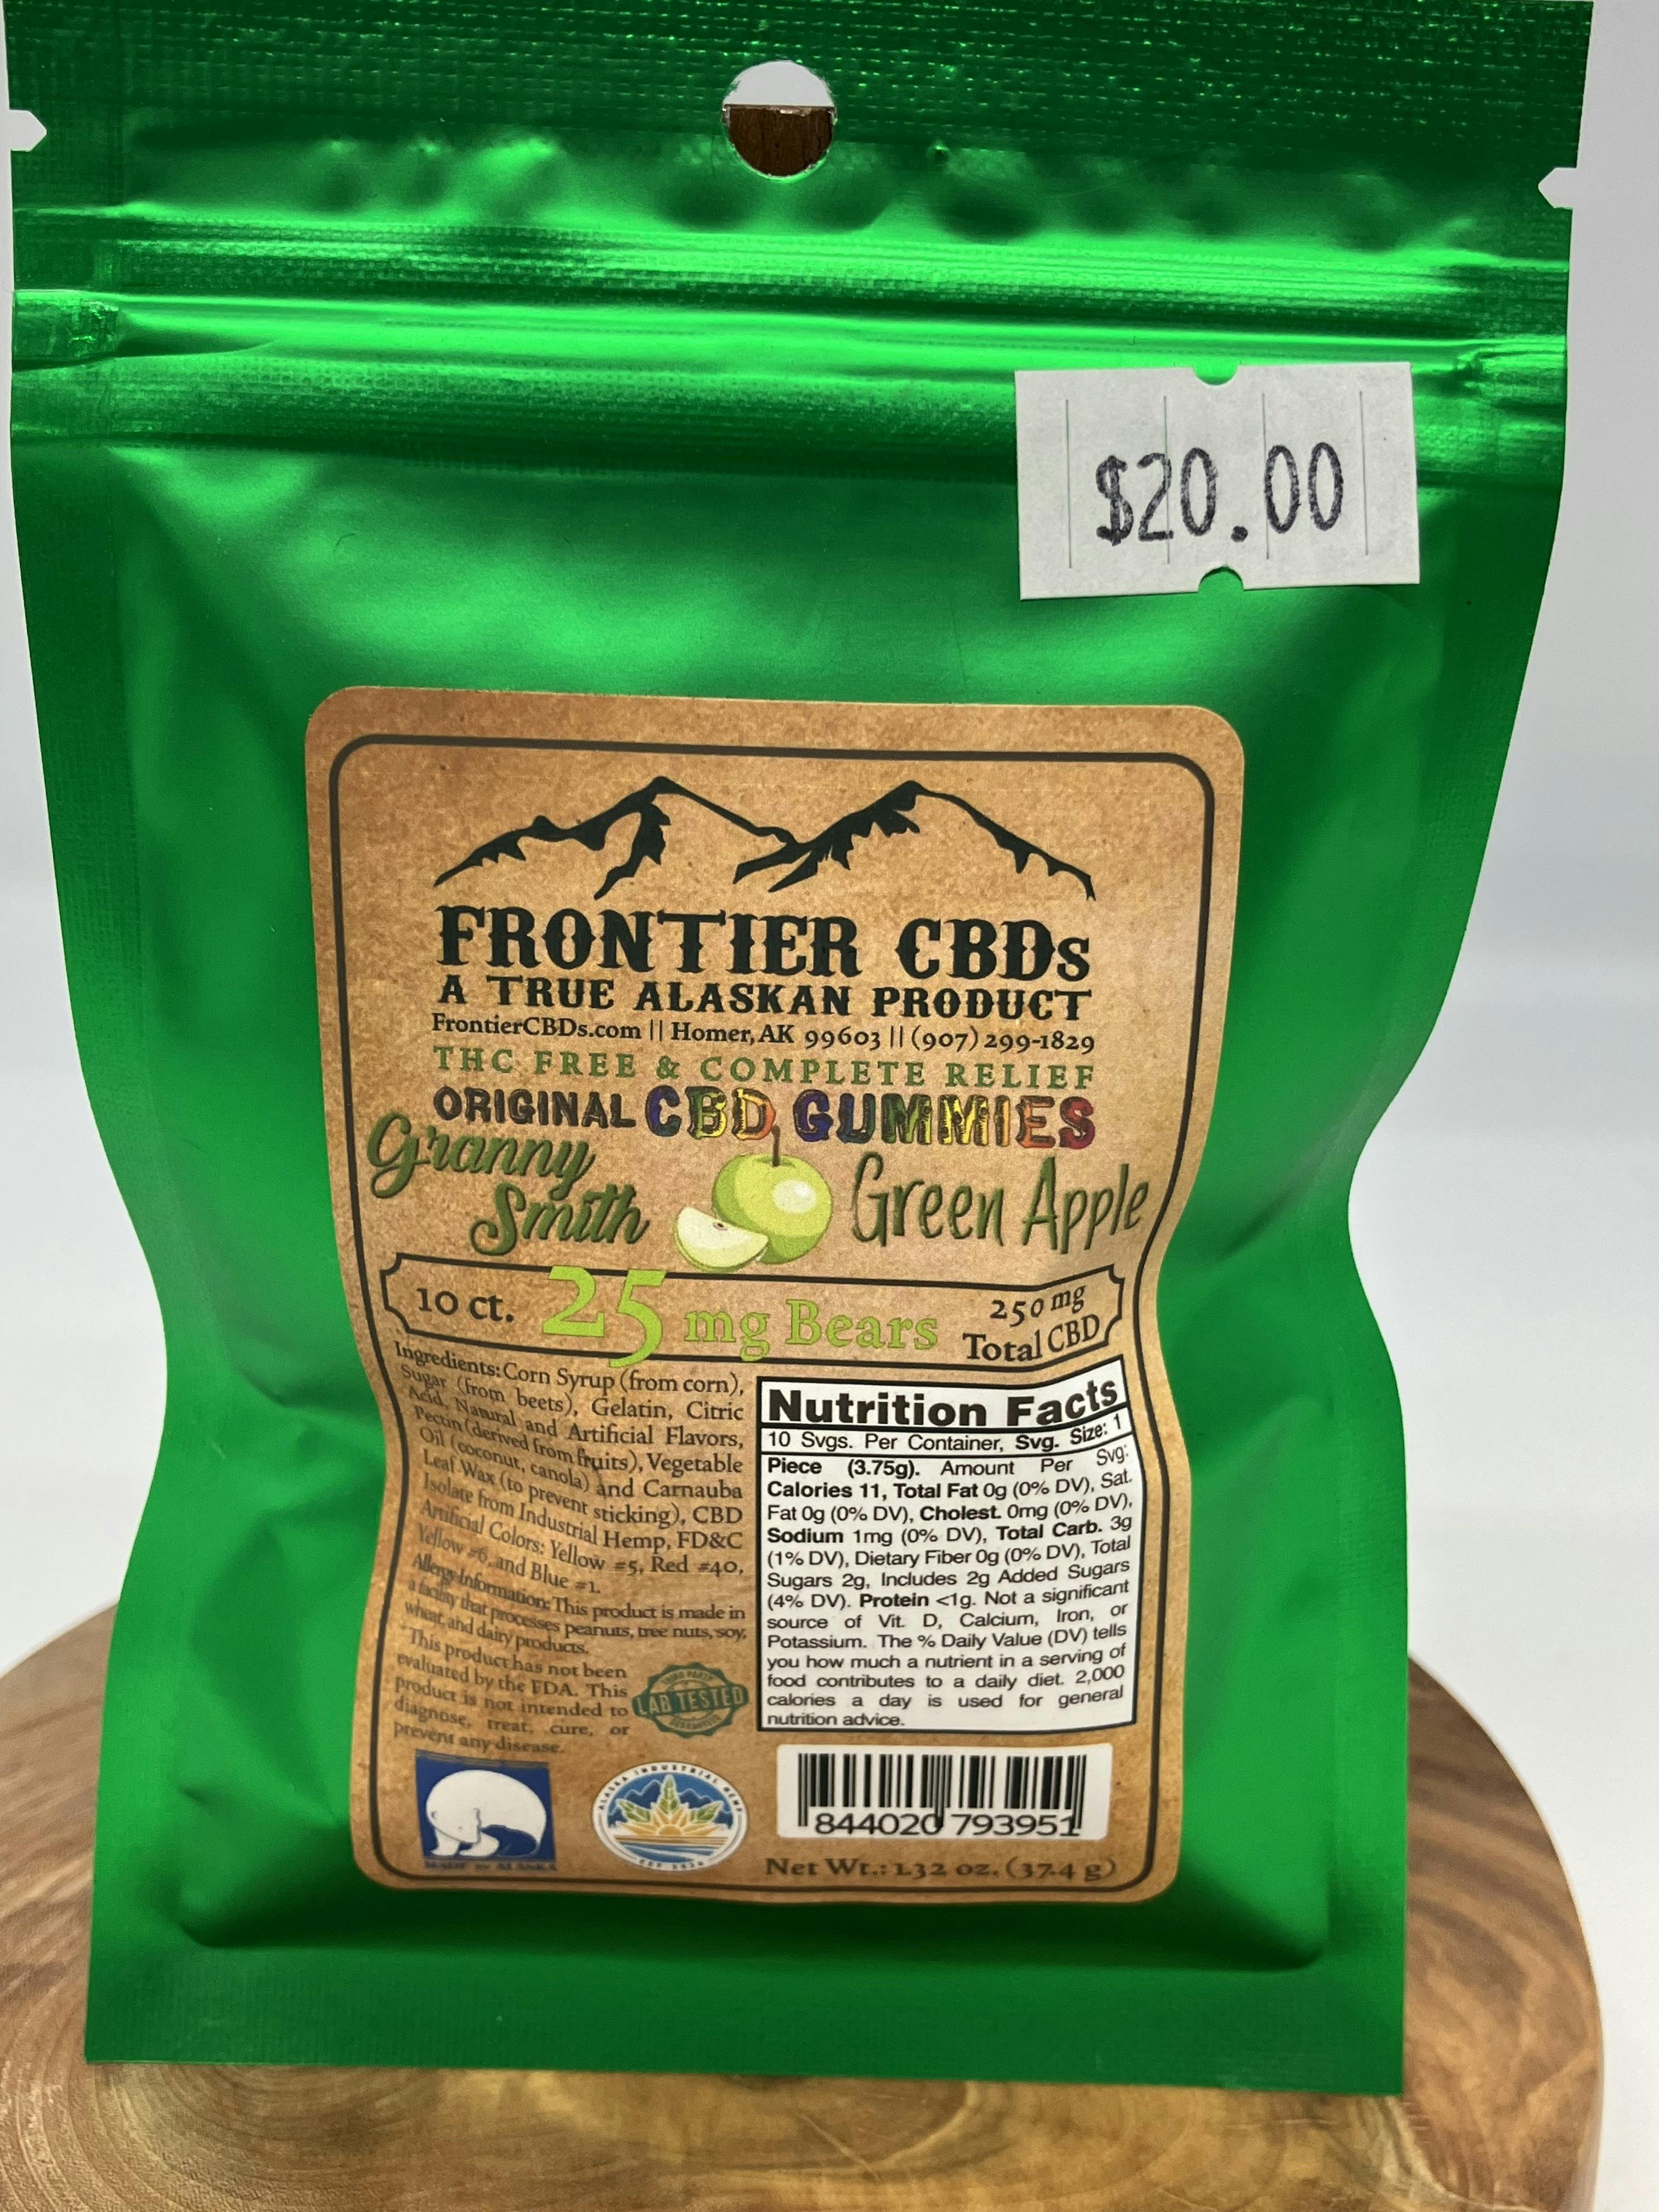 $20.00
FRONTIER CBDs
A TRUE ALASKAN PRODUCT
FrontierCBDs.com || Homer, AK 99603 || (907) 299-1829
THC FREE & COMPLETE RELIEF
ORIGINAL CBD GUMMIES
Granny Smith Green Apple
10 ct. 25 mg Bears 250 mg Total CBD
Ingredients: Corn Syrup (from corn),
Sugar (from beets), Gelatin, Citric
Acid, Natural and Artificial Flavors,
Pectin (derived from fruits), Vegetable
Oil (coconut, canola) and Carnauba
Leaf Wax (to prevent sticking), CBD
Isolate from Industrial Hemp, FD&C
Artificial Colors: Yellow #5, Red #40,
Yellow #6, and Blue #1.
Allergy Information: This product is made in
a facility that processes peanuts, tree nuts, soy,
wheat, and dairy products.
*This product has not been
evaluated by the FDA. This
product is not intended to
diagnose, treat, cure, or
prevent any disease.
THIRD PARTY
LAB TESTED
Nutrition Facts
10 Svgs. Per Container, Svg. Size: 1
Piece (3.75g). Amount Per Svg:
Calories 11, Total Fat 0g (0% DV), Sat.
Fat 0g (0% DV), Cholest. 0mg (0% DV),
Sodium 1mg (0% DV), Total Carb. 3g
(1% DV), Dietary Fiber 0g (0% DV), Total
Sugars 2g, Includes 2g Added Sugars
(4% DV). Protein <1g. Not a significant
source of Vit. D, Calcium, Iron, or
Potassium. The % Daily Value (DV) tells
you how much a nutrient in a serving of
food contributes to a daily diet. 2,000
calories a day is used for general
nutrition advice.
MADE IN ALASKA
ALASKA INDUSTRIAL HEMP
844020 793951
Net Wt.: 1.32 oz. (37.4 g)